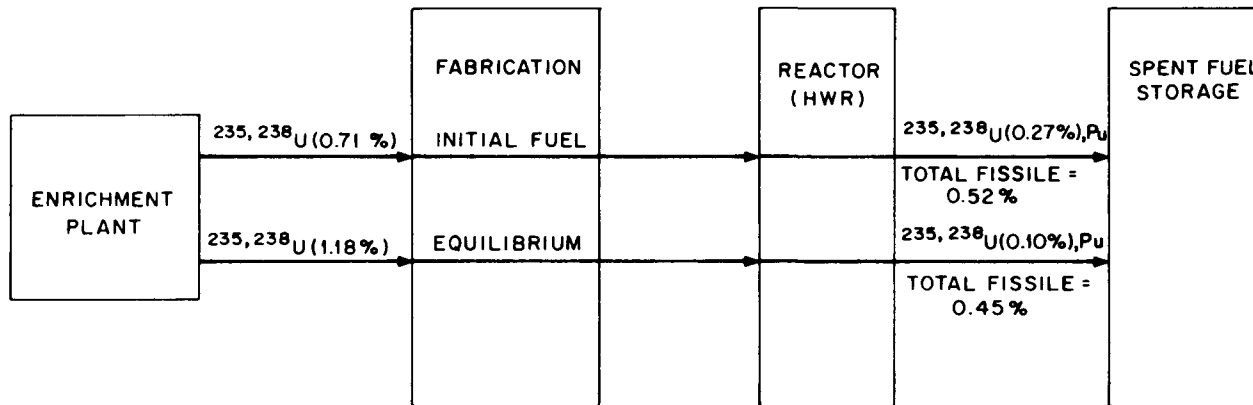 FABRICATION
REACTOR
(HWR)
SPENT FUEL
STORAGE
ENRICHMENT
PLANT
235, 238U(0.71 %)
INITIAL FUEL
235, 238U(0.27%),Pu
TOTAL FISSILE =
0.52%
235, 238U(1.18%)
EQUILIBRIUM
235, 238U(0.10%),Pu
TOTAL FISSILE =
0.45%